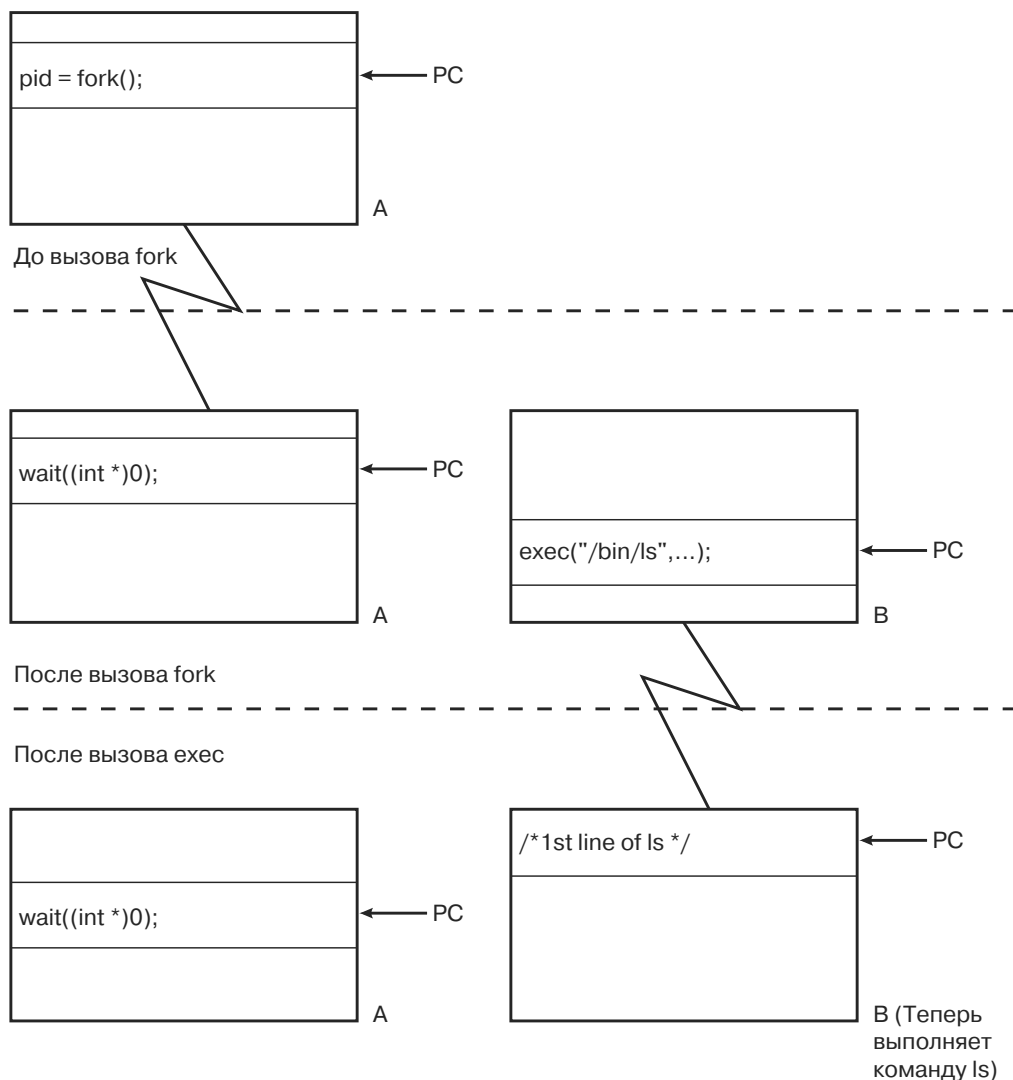 pid = fork();
PC
A
До вызова fork
wait((int *)0);
PC
A
exec("/bin/ls",...);
PC
B
После вызова fork
После вызова exec
wait((int *)0);
PC
A
/*1st line of ls */
PC
B (Теперь
выполняет
команду ls)